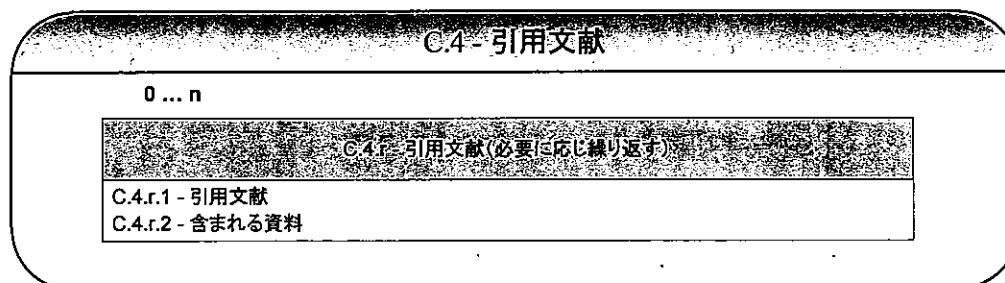 C.4 - 引用文献
0 ... n
C.4.r - 引用文献(必要に応じ繰り返す)
C.4.r.1 - 引用文献
C.4.r.2 - 含まれる資料